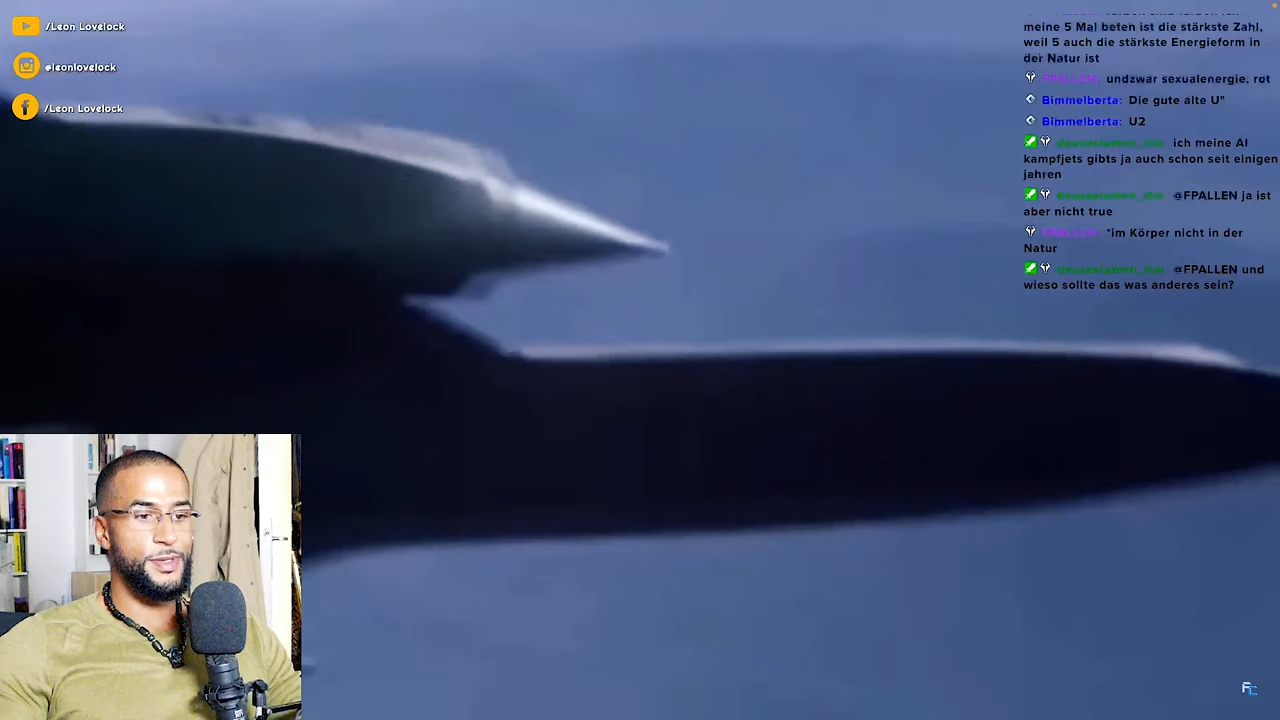 /Leon Lovelock
@leonlovelock
/Leon Lovelock
meine 5 Mal beten ist die stärkste Zahl,
weil 5 auch die stärkste Energieform in
der Natur ist
FPALLEN: undzwar sexualenergie, rot
Bimmelberta: Die gute alte U"
Bimmelberta: U2
ich meine AI
kampfjets gibts ja auch schon seit einigen
jahren
@FPALLEN ja ist
aber nicht true
FPALLEN: *im Körper nicht in der
Natur
@FPALLEN und
wieso sollte das was anderes sein?